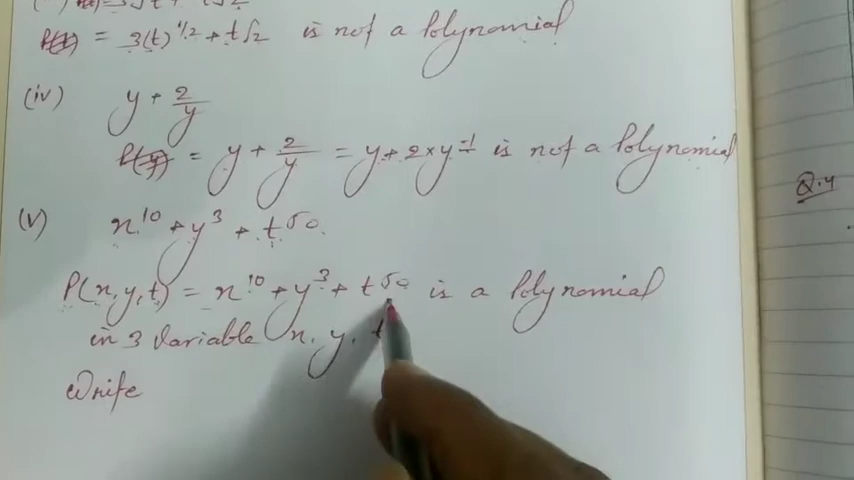 P(t) = 3(t)^1/2 + t√2 is not a Polynomial
(iv) y + 2/y
P(y) = y + 2/y = y + 2×y^-1 is not a Polynomial
(v) x^10 + y^3 + t^50.
P(x, y, t) = x^10 + y^3 + t^50 is a Polynomial
in 3 Variable x, y, t
Write
Q.4